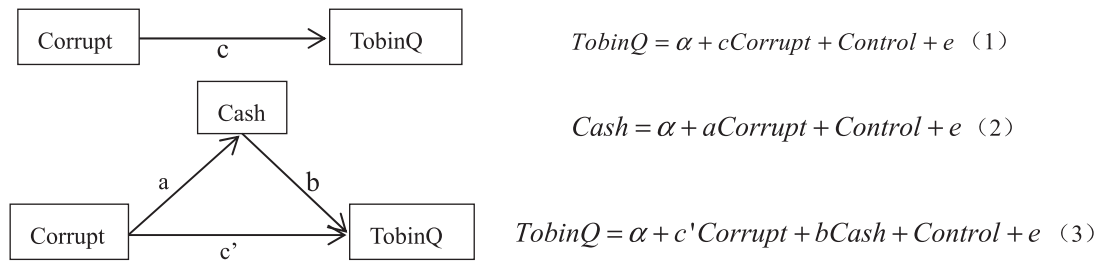 Corrupt
c
TobinQ
TobinQ = α + cCorrupt + Control + e （1）
Cash
Cash = α + aCorrupt + Control + e （2）
a
b
Corrupt
c’
TobinQ
TobinQ = α + c'Corrupt + bCash + Control + e （3）